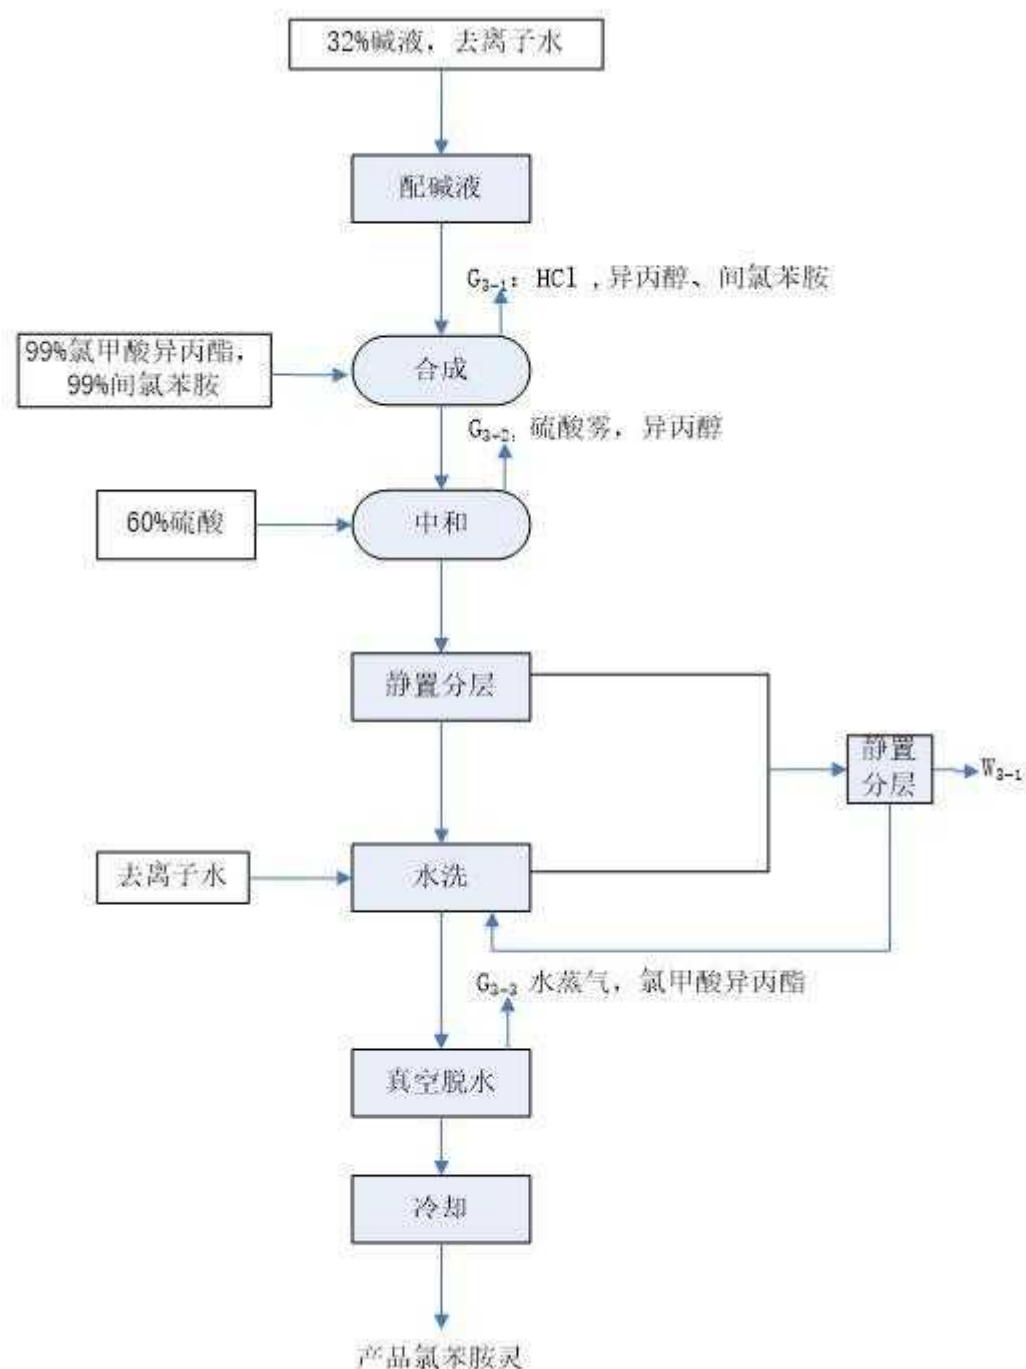 32%碱液，去离子水
配碱液
G₃₋₁：HCl ,异丙醇、间氯苯胺
99%氯甲酸异丙酯，
99%间氯苯胺
合成
G₃₋₂，硫酸雾，异丙醇
60%硫酸
中和
静置分层
静置
分层
W₃₋₁
去离子水
水洗
G₃₋₃ 水蒸气，氯甲酸异丙酯
真空脱水
冷却
产品氯苯胺灵